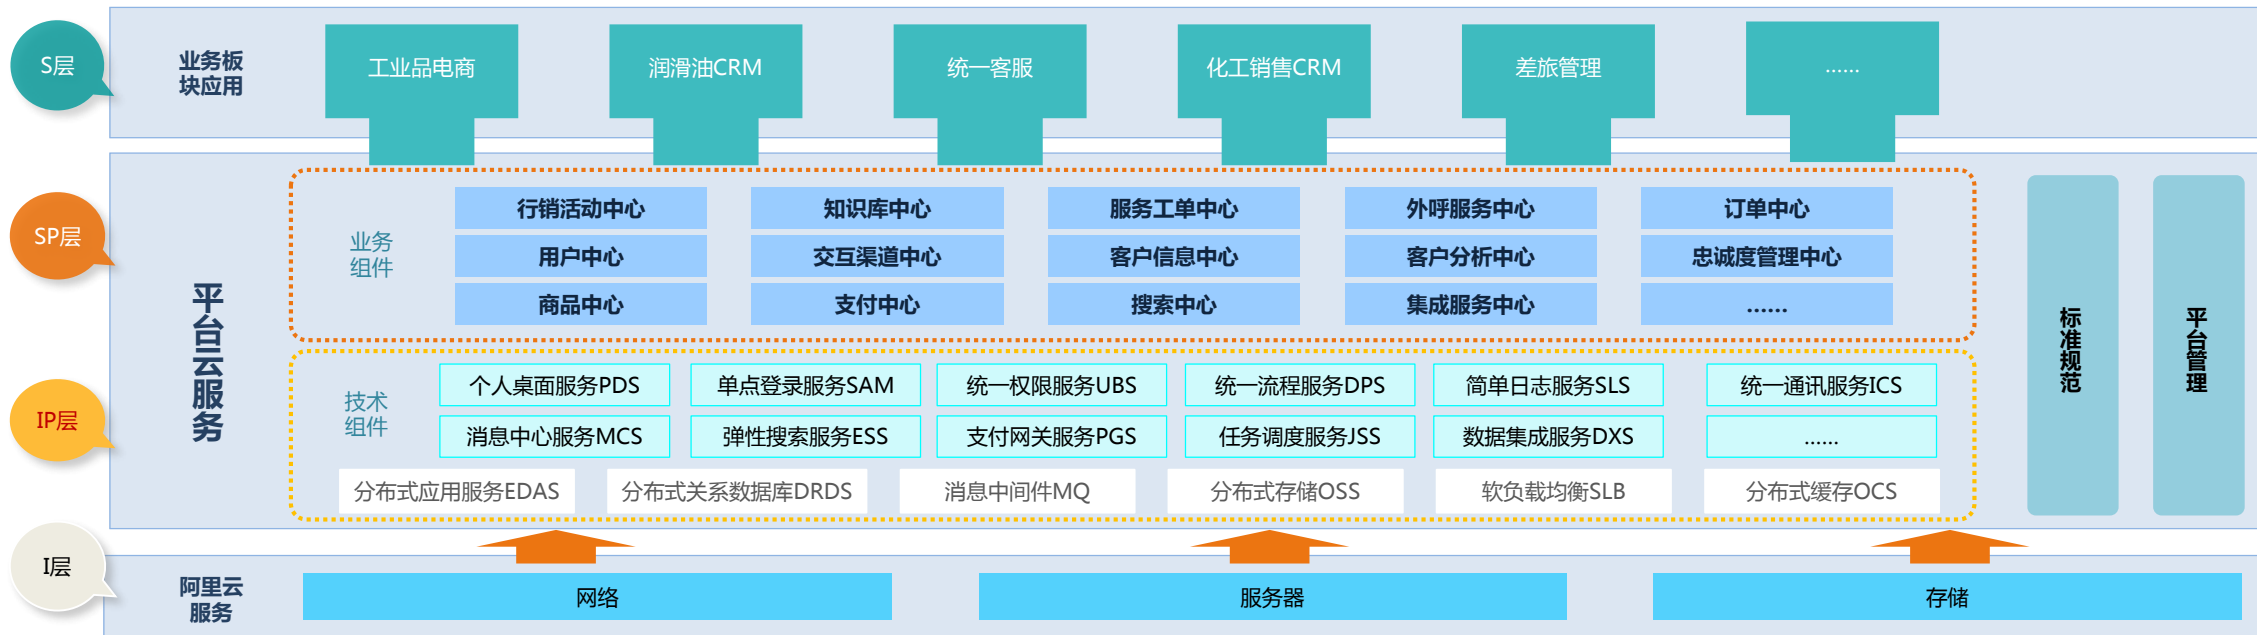 S层
业务板
块应用
工业品电商
润滑油CRM
统一客服
化工销售CRM
差旅管理
......
SP层
平台云服务
业务
组件
行销活动中心
知识库中心
服务工单中心
外呼服务中心
订单中心
用户中心
交互渠道中心
客户信息中心
客户分析中心
忠诚度管理中心
商品中心
支付中心
搜索中心
集成服务中心
......
标准规范
平台管理
IP层
技术
组件
个人桌面服务PDS
单点登录服务SAM
统一权限服务UBS
统一流程服务DPS
简单日志服务SLS
统一通讯服务ICS
消息中心服务MCS
弹性搜索服务ESS
支付网关服务PGS
任务调度服务JSS
数据集成服务DXS
......
分布式应用服务EDAS
分布式关系数据库DRDS
消息中间件MQ
分布式存储OSS
软负载均衡SLB
分布式缓存OCS
I层
阿里云
服务
网络
服务器
存储